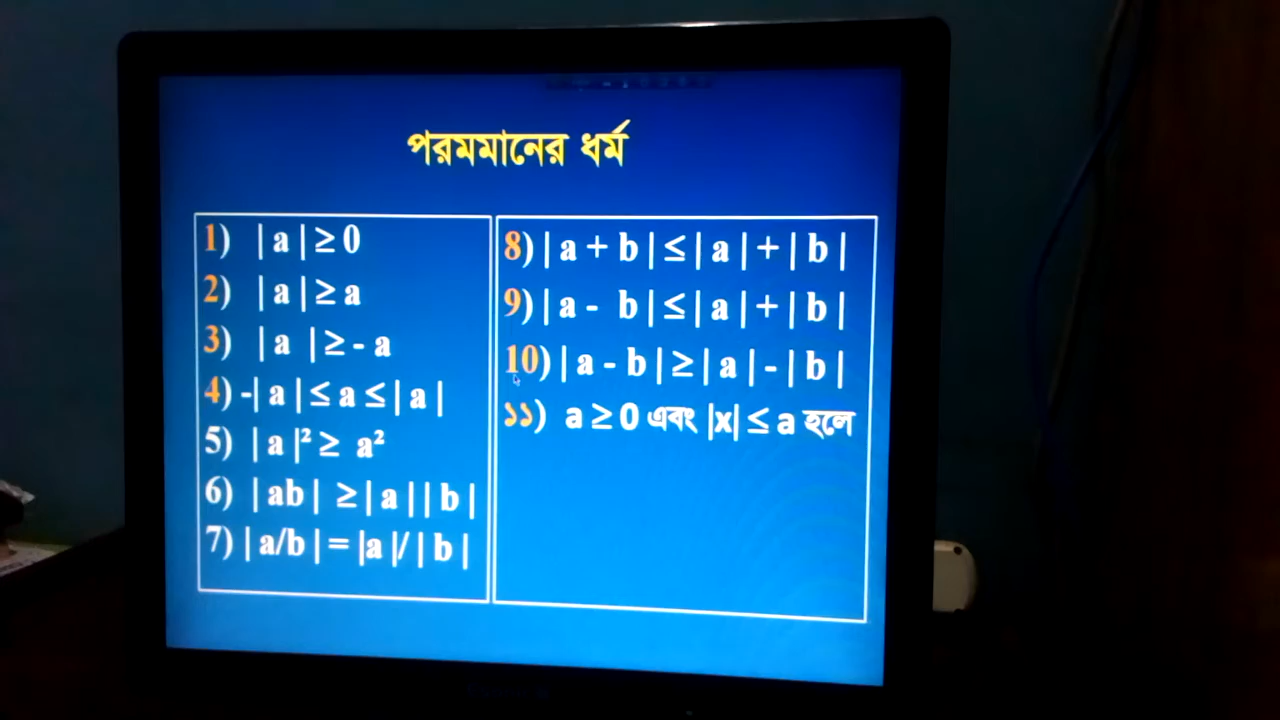 পরমমানের ধর্ম
1) | a | ≥ 0
2) | a | ≥ a
3) | a | ≥ - a
4) -| a | ≤ a ≤ | a |
5) | a |² ≥ a²
6) | ab | ≥ | a | | b |
7) | a/b | = |a |/ | b |
8) | a + b | ≤ | a | + | b |
9) | a - b | ≤ | a | + | b |
10) | a - b | ≥ | a | - | b |
১১) a ≥ 0 এবং |x| ≤ a হলে